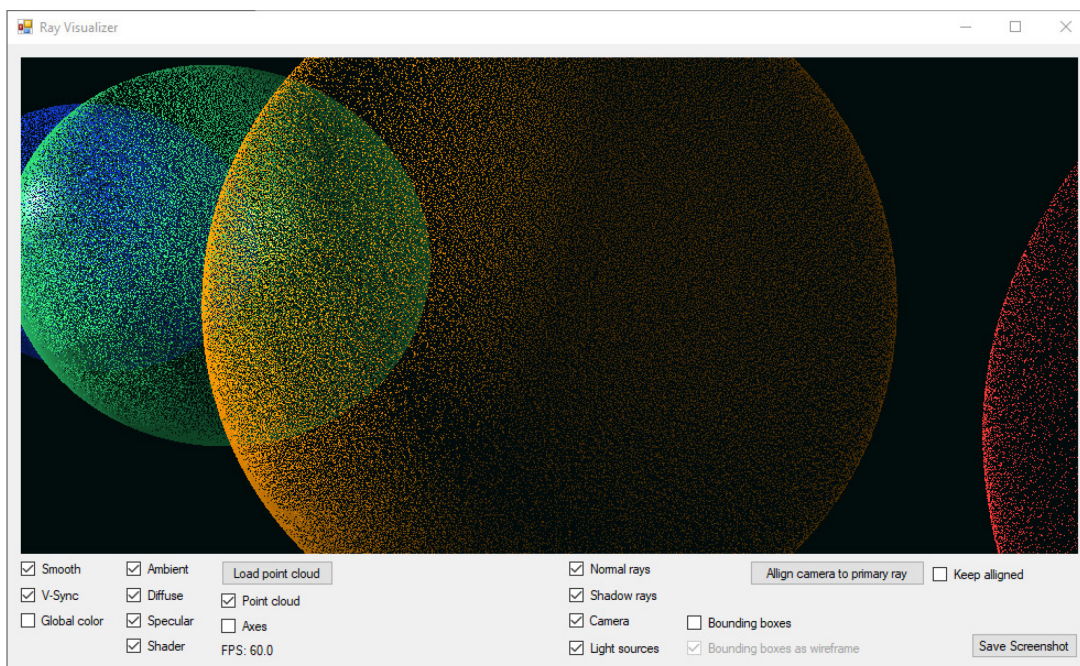 Ray Visualizer
Smooth
Ambient
Load point cloud
Normal rays
Allign camera to primary ray
Keep alligned
V-Sync
Diffuse
Point cloud
Shadow rays
Global color
Specular
Axes
Camera
Bounding boxes
Shader
FPS: 60.0
Light sources
Bounding boxes as wireframe
Save Screenshot